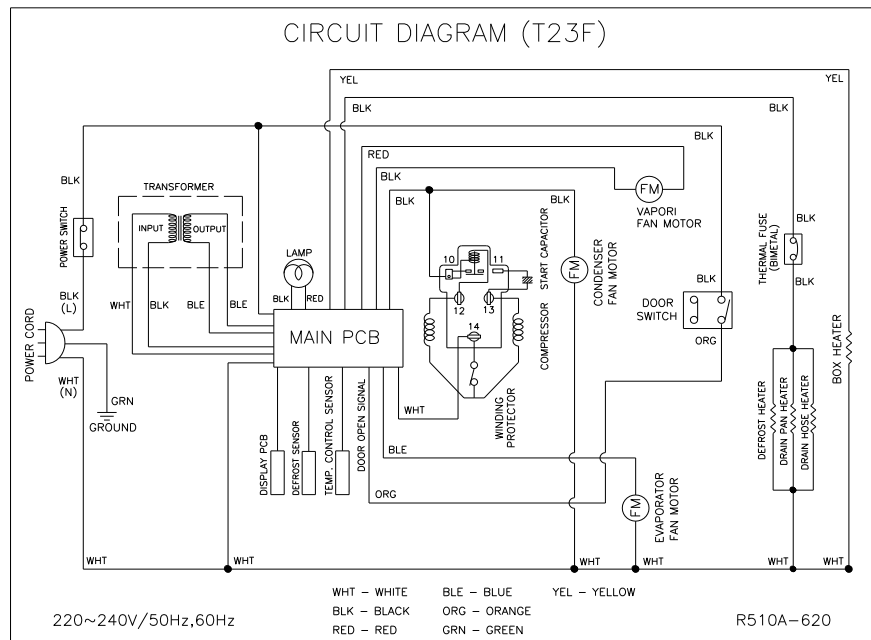 CIRCUIT DIAGRAM (T23F)
YEL
YEL
BLK
BLK
BLK
RED
BLK
BLK
BLK
BLK
TRANSFORMER
INPUT
OUTPUT
POWER SWITCH
FM
VAPORI
FAN MOTOR
BLK
THERMAL FUSE
(BIMETAL)
BLK
LAMP
10
11
START CAPACITOR
FM
CONDENSER
FAN MOTOR
BLK
BLK
(L)
WHT
BLK
BLE
BLE
BLK
RED
12
13
DOOR
SWITCH
POWER CORD
MAIN PCB
14
COMPRESSOR
ORG
BOX HEATER
WHT
(N)
GRN
GROUND
WHT
WINDING
PROTECTOR
DISPLAY PCB
DEFROST SENSOR
TEMP. CONTROL SENSOR
DOOR OPEN SIGNAL
BLE
ORG
DEFROST HEATER
DRAIN PAN HEATER
DRAIN HOSE HEATER
FM
EVAPORATOR
FAN MOTOR
WHT
WHT
WHT
WHT
WHT
WHT
WHT – WHITE
BLE – BLUE
YEL – YELLOW
BLK – BLACK
ORG – ORANGE
RED – RED
GRN – GREEN
220~240V/50Hz,60Hz
R510A-620